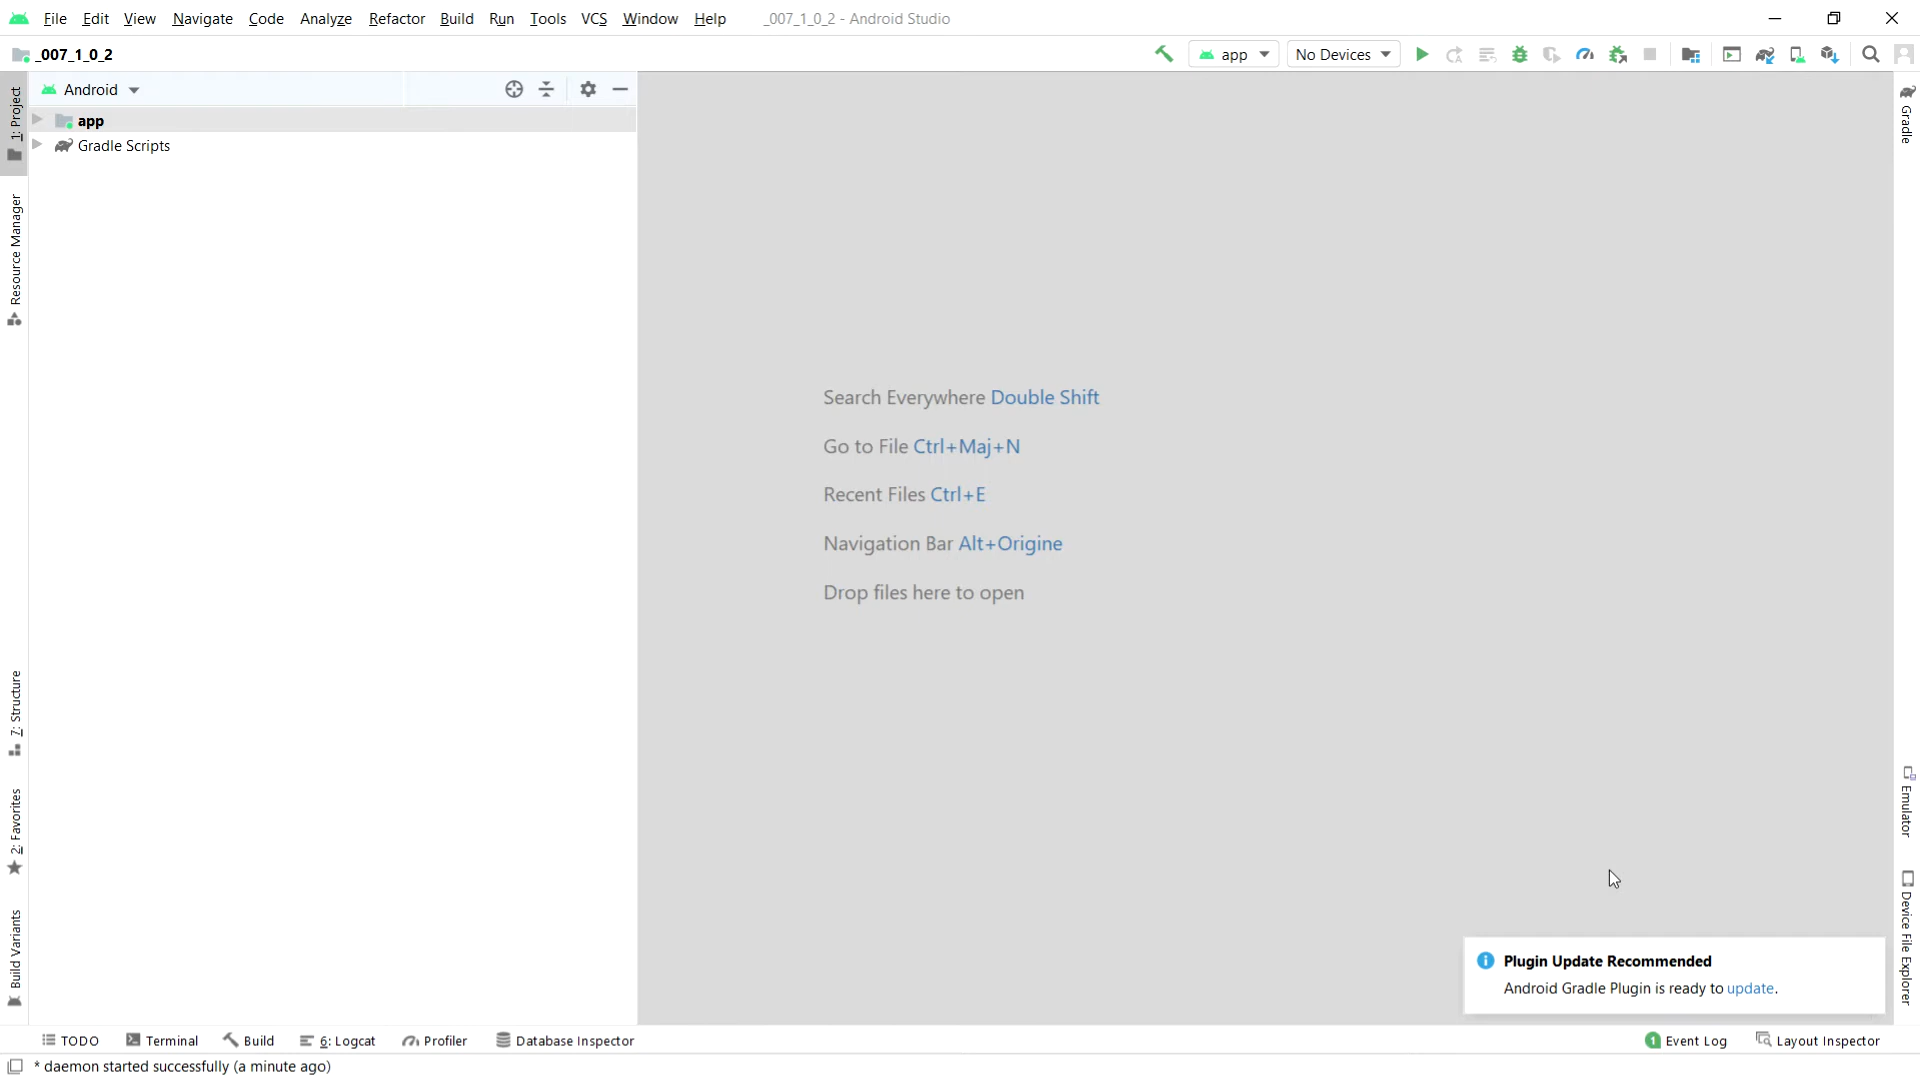 File Edit View Navigate Code Analyze Refactor Build Run Tools VCS Window Help _007_1_0_2 - Android Studio
_007_1_0_2
app
No Devices
Android
app
Gradle Scripts
1: Project
Resource Manager
7: Structure
2: Favorites
Build Variants
Search Everywhere Double Shift
Go to File Ctrl+Maj+N
Recent Files Ctrl+E
Navigation Bar Alt+Origine
Drop files here to open
Gradle
Emulator
Device File Explorer
Plugin Update Recommended
Android Gradle Plugin is ready to update.
TODO Terminal Build 6: Logcat Profiler Database Inspector 1 Event Log Layout Inspector
* daemon started successfully (a minute ago)